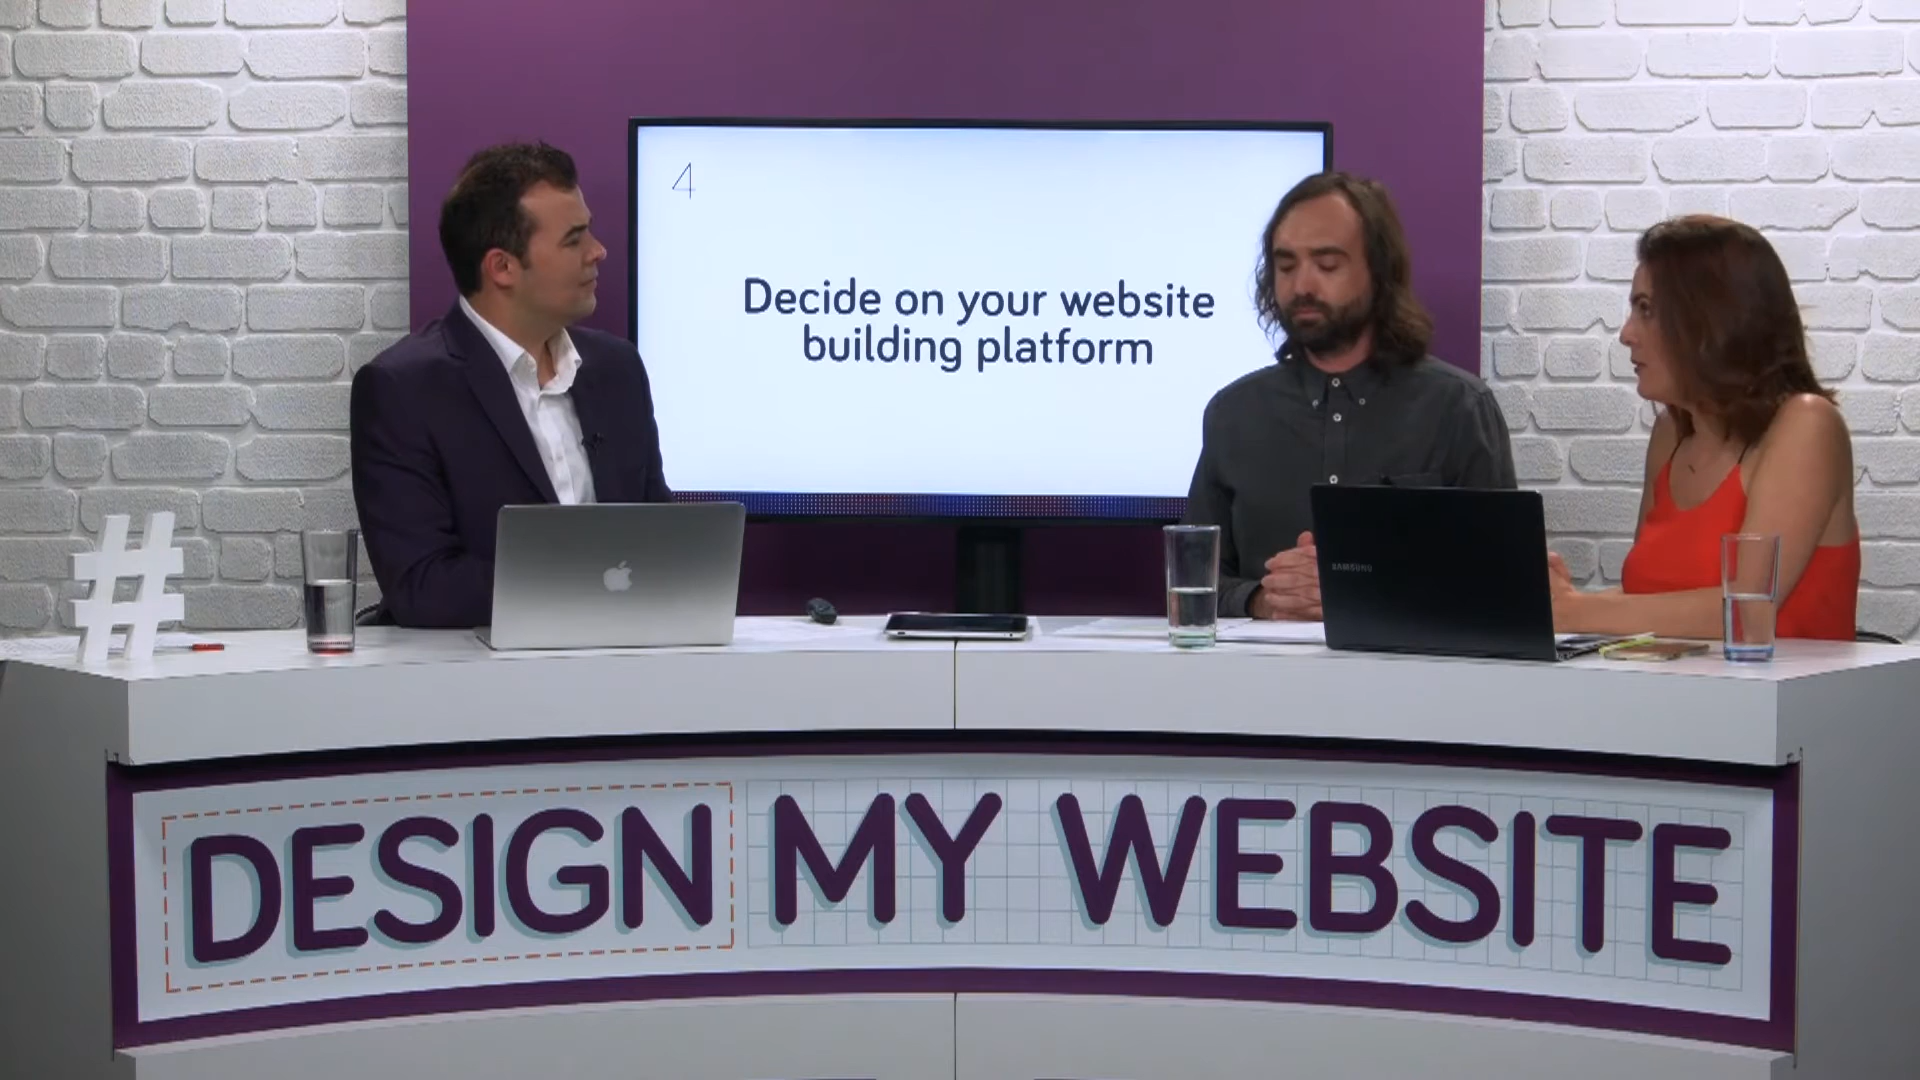 4
Decide on your website
building platform
#
SAMSUNG
DESIGN MY WEBSITE